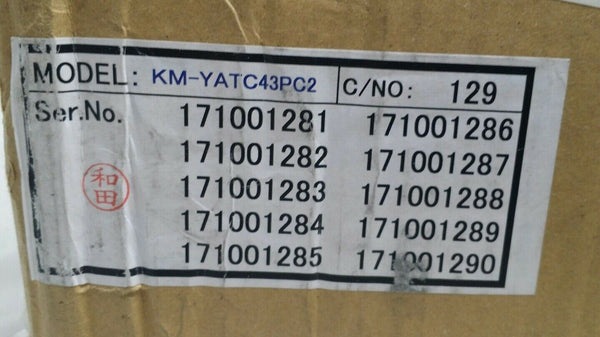 MODEL: KM-YATC43PC2 C/NO: 129
Ser.No. 171001281 171001286
171001282 171001287
和田 171001283 171001288
171001284 171001289
171001285 171001290